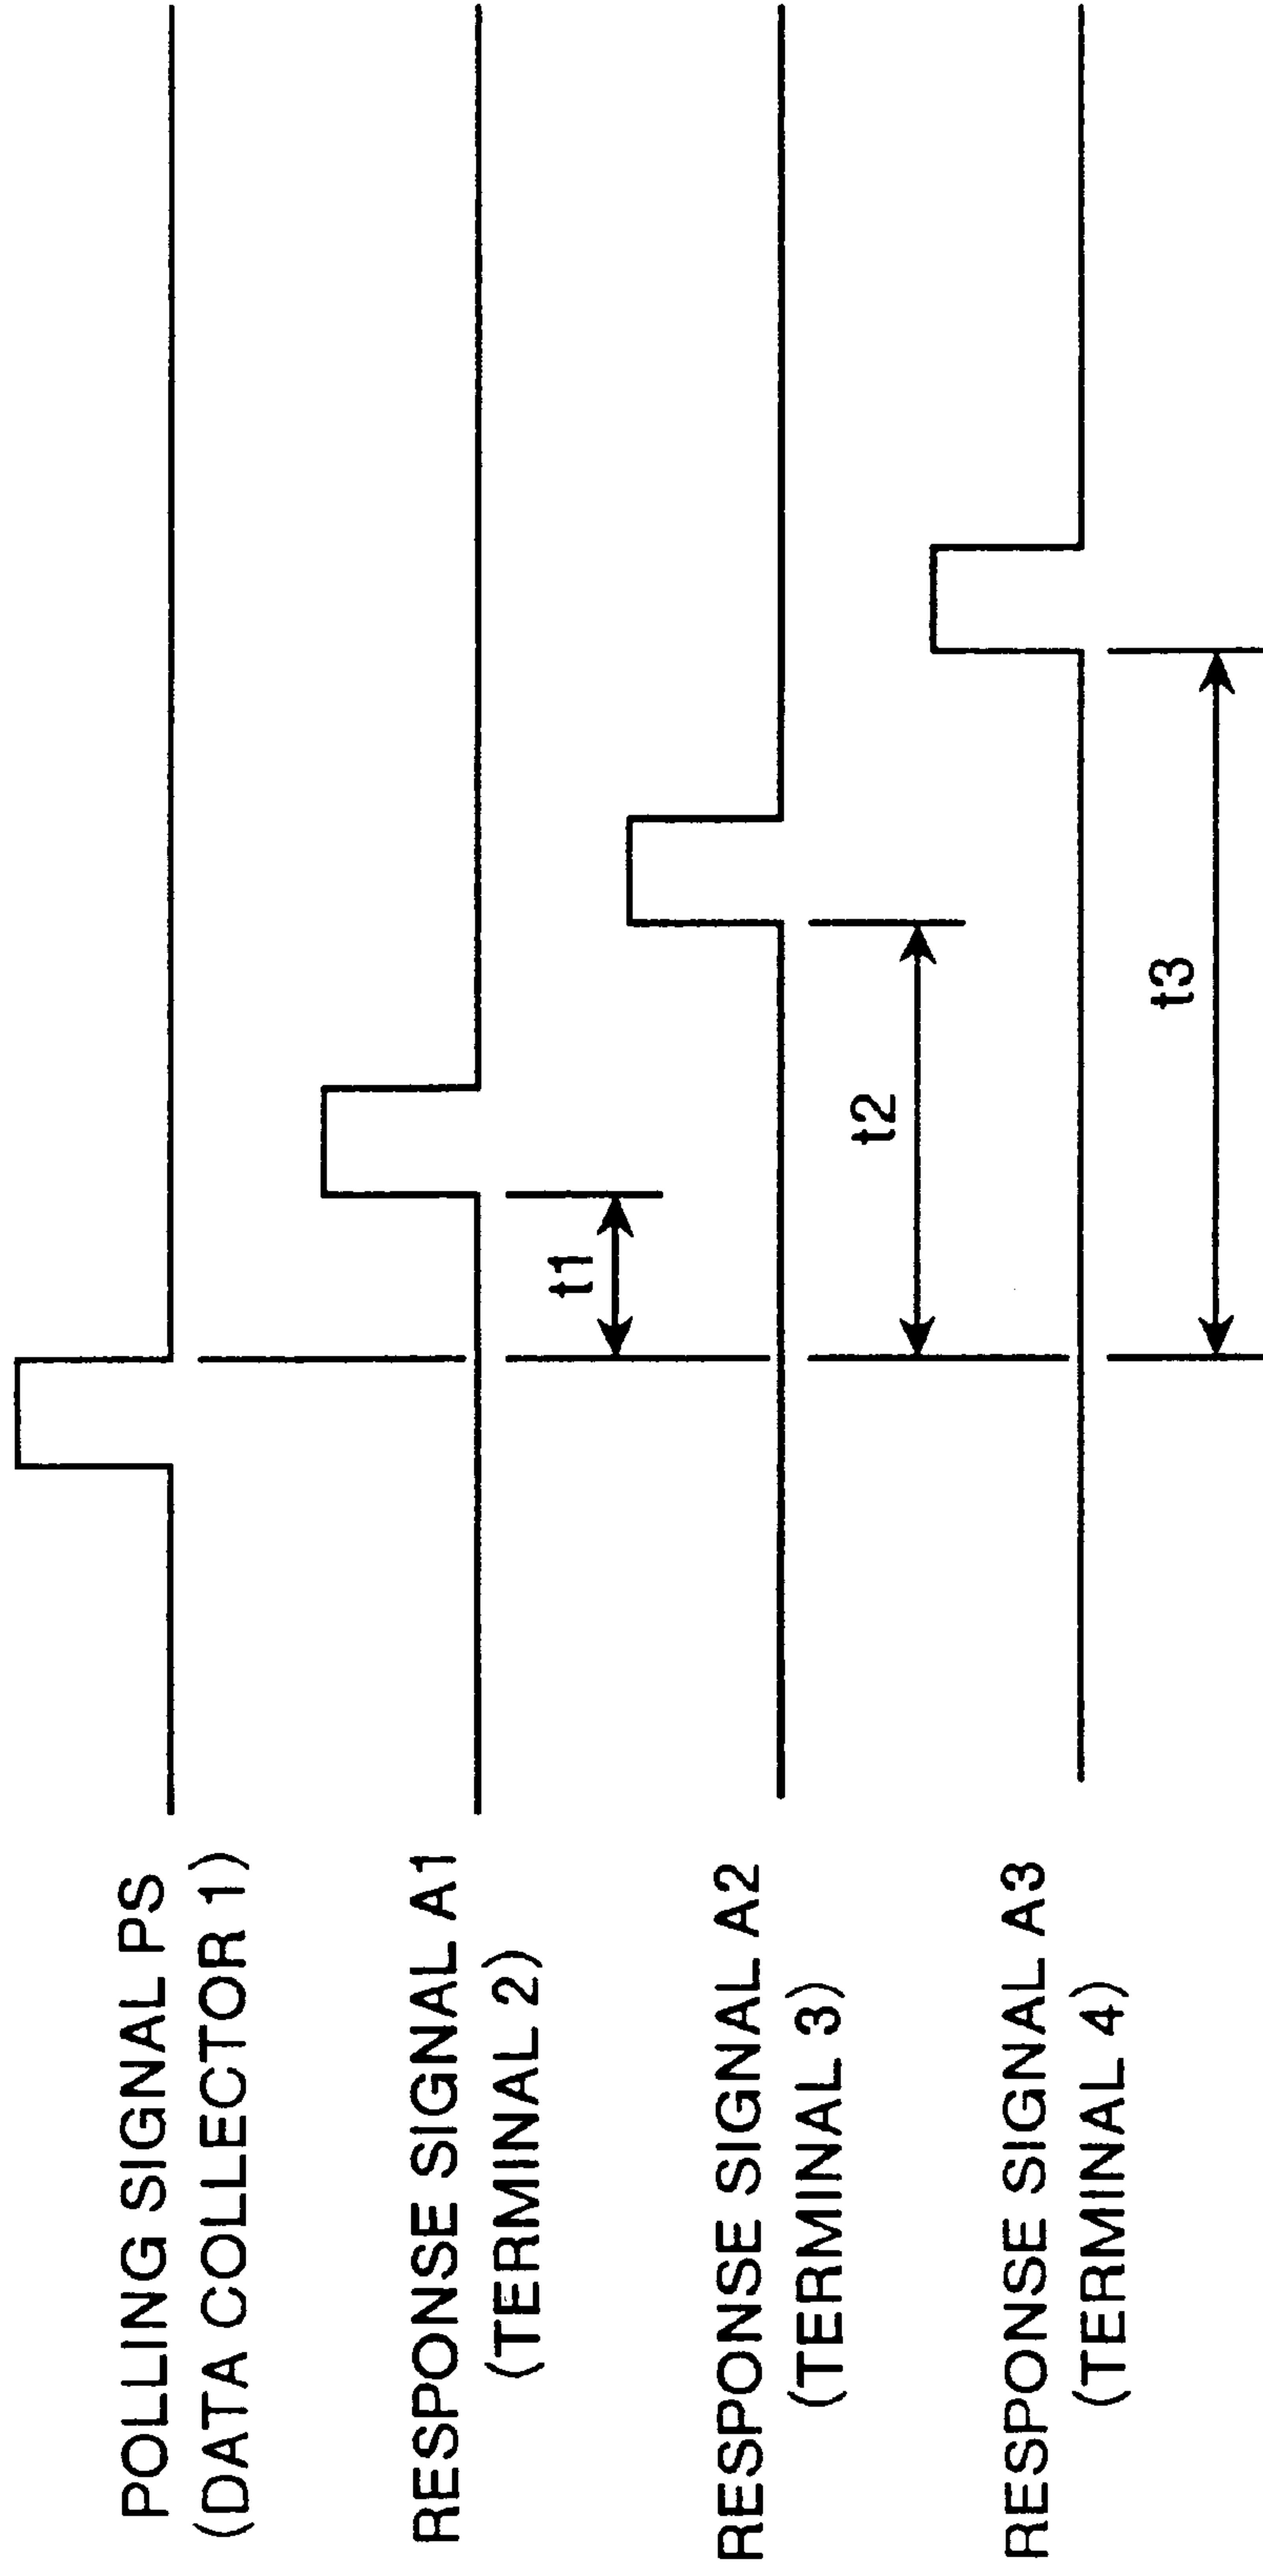 POLLING SIGNAL PS
(DATA COLLECTOR 1)
RESPONSE SIGNAL A1
(TERMINAL 2)
t1
RESPONSE SIGNAL A2
(TERMINAL 3)
t2
RESPONSE SIGNAL A3
(TERMINAL 4)
t3